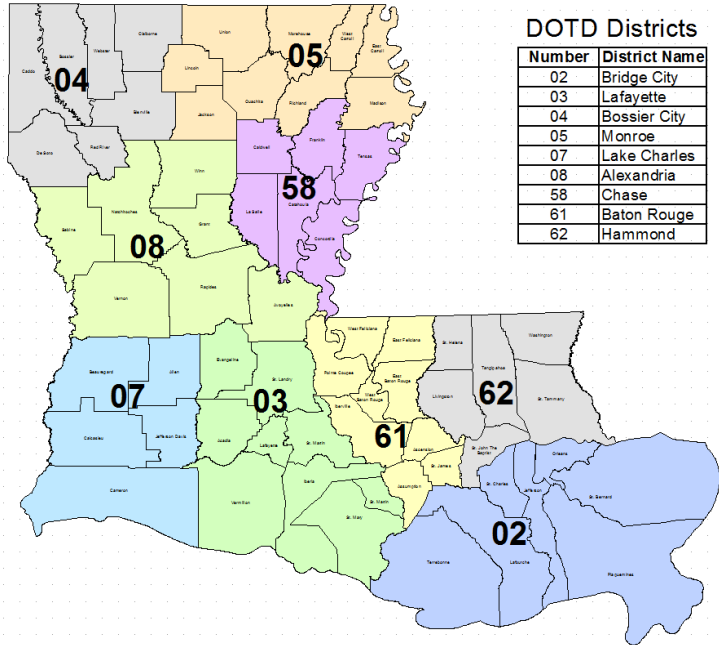 DOTD Districts
Number District Name
02 Bridge City
03 Lafayette
04 Bossier City
05 Monroe
07 Lake Charles
08 Alexandria
58 Chase
61 Baton Rouge
62 Hammond
Caddo
Bossier
Webster
Claiborne
04
Bienville
De Soto
Red River
Union
Morehouse
West
Carroll
East
Carroll
05
Lincoln
Ouachita
Richland
Madison
Jackson
Caldwell
Franklin
Tensas
58
La Salle
Catahoula
Concordia
Winn
Natchitoches
Sabine
Grant
08
Vernon
Rapides
Avoyelles
Beauregard
Allen
07
Calcasieu
Jefferson Davis
Cameron
Evangeline
St. Landry
03
Acadia
Lafayette
St. Martin
Vermilion
Iberia
St. Martin
St. Mary
West Feliciana
East Feliciana
Pointe Coupee
East
Baton Rouge
West
Baton Rouge
Iberville
61
Ascension
St. James
Assumption
St. Helena
Tangipahoa
Washington
Livingston
62
St. Tammany
St. John The
Baptist
St. Charles
Orleans
Jefferson
St. Bernard
02
Terrebonne
Lafourche
Plaquemines